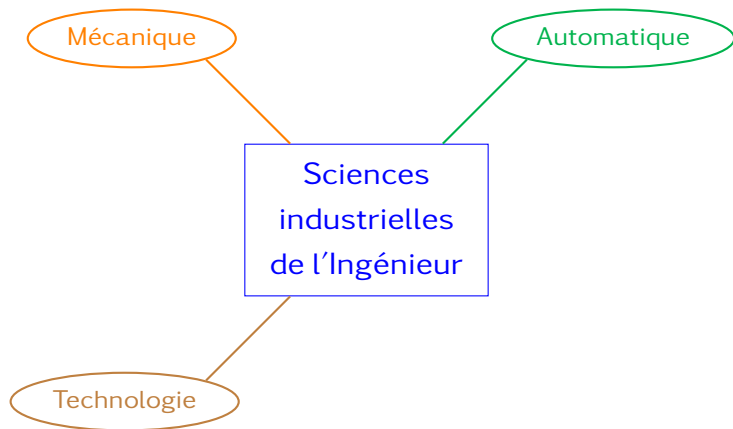 Mécanique
Automatique
Sciences
industrielles
de l'Ingénieur
Technologie